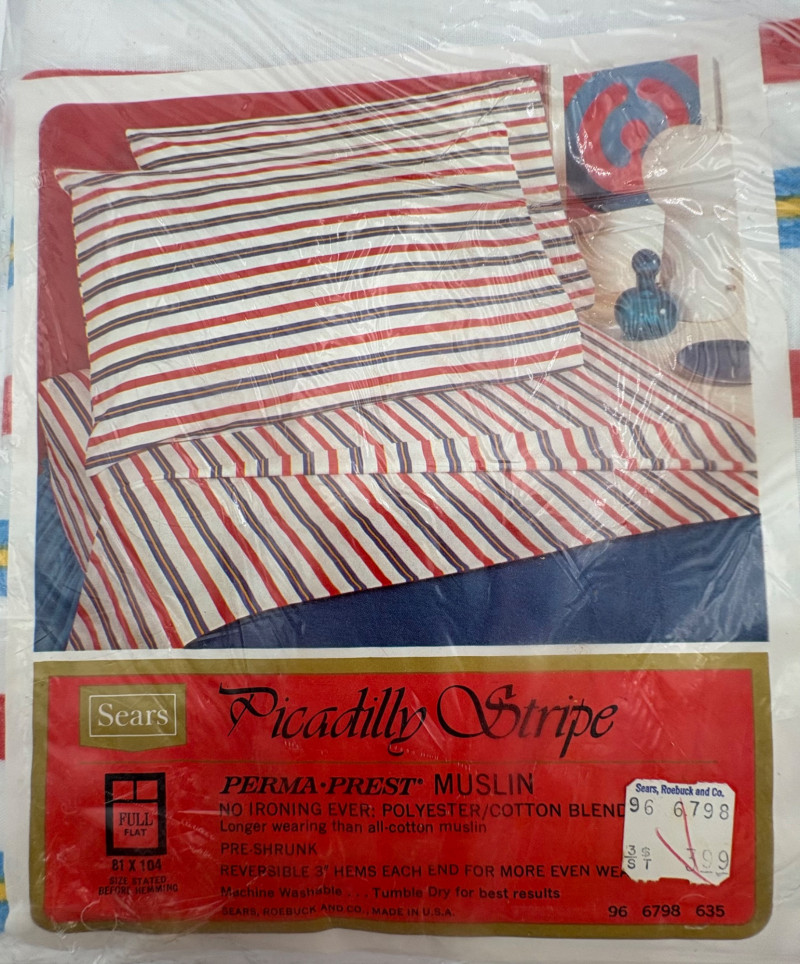 Sears
Picadilly Stripe
PERMA·PREST® MUSLIN
NO IRONING EVER: POLYESTER/COTTON BLEND
Longer wearing than all-cotton muslin
PRE-SHRUNK
REVERSIBLE 3" HEMS EACH END FOR MORE EVEN
Machine Washable . . . Tumble Dry for best results
SEARS, ROEBUCK AND CO., MADE IN U.S.A.
96 6798 635
FULL
FLAT
81 X 104
SIZE STATED
BEFORE HEMMING
Sears, Roebuck and Co.
96 6798
3 S
S T
399